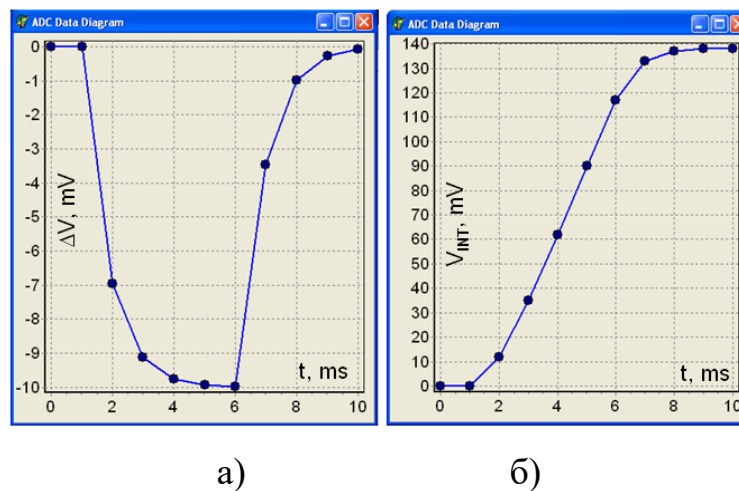 ADC Data Diagram
0
-1
-2
-3
-4
-5
-6
-7
-8
-9
-10
ΔV, mV
t, ms
0 2 4 6 8 10
ADC Data Diagram
140
130
120
110
100
90
80
70
60
50
40
30
20
10
0
V_INT, mV
t, ms
0 2 4 6 8 10
а) б)